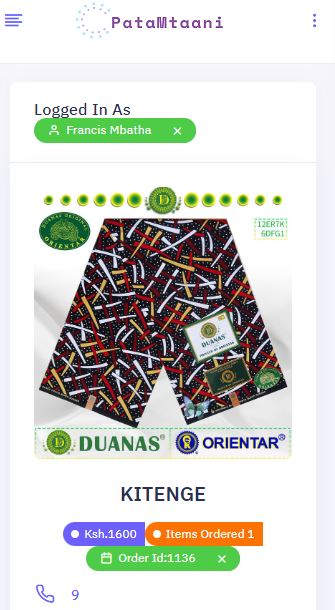 PataMtaani
Logged In As
Francis Mbatha
DUANAS ORIENTAR
12ER7K
6DFG1
DUANAS
DUANAS® ORIENTAR®
KITENGE
Ksh.1600 Items Ordered 1
Order Id:1136
9